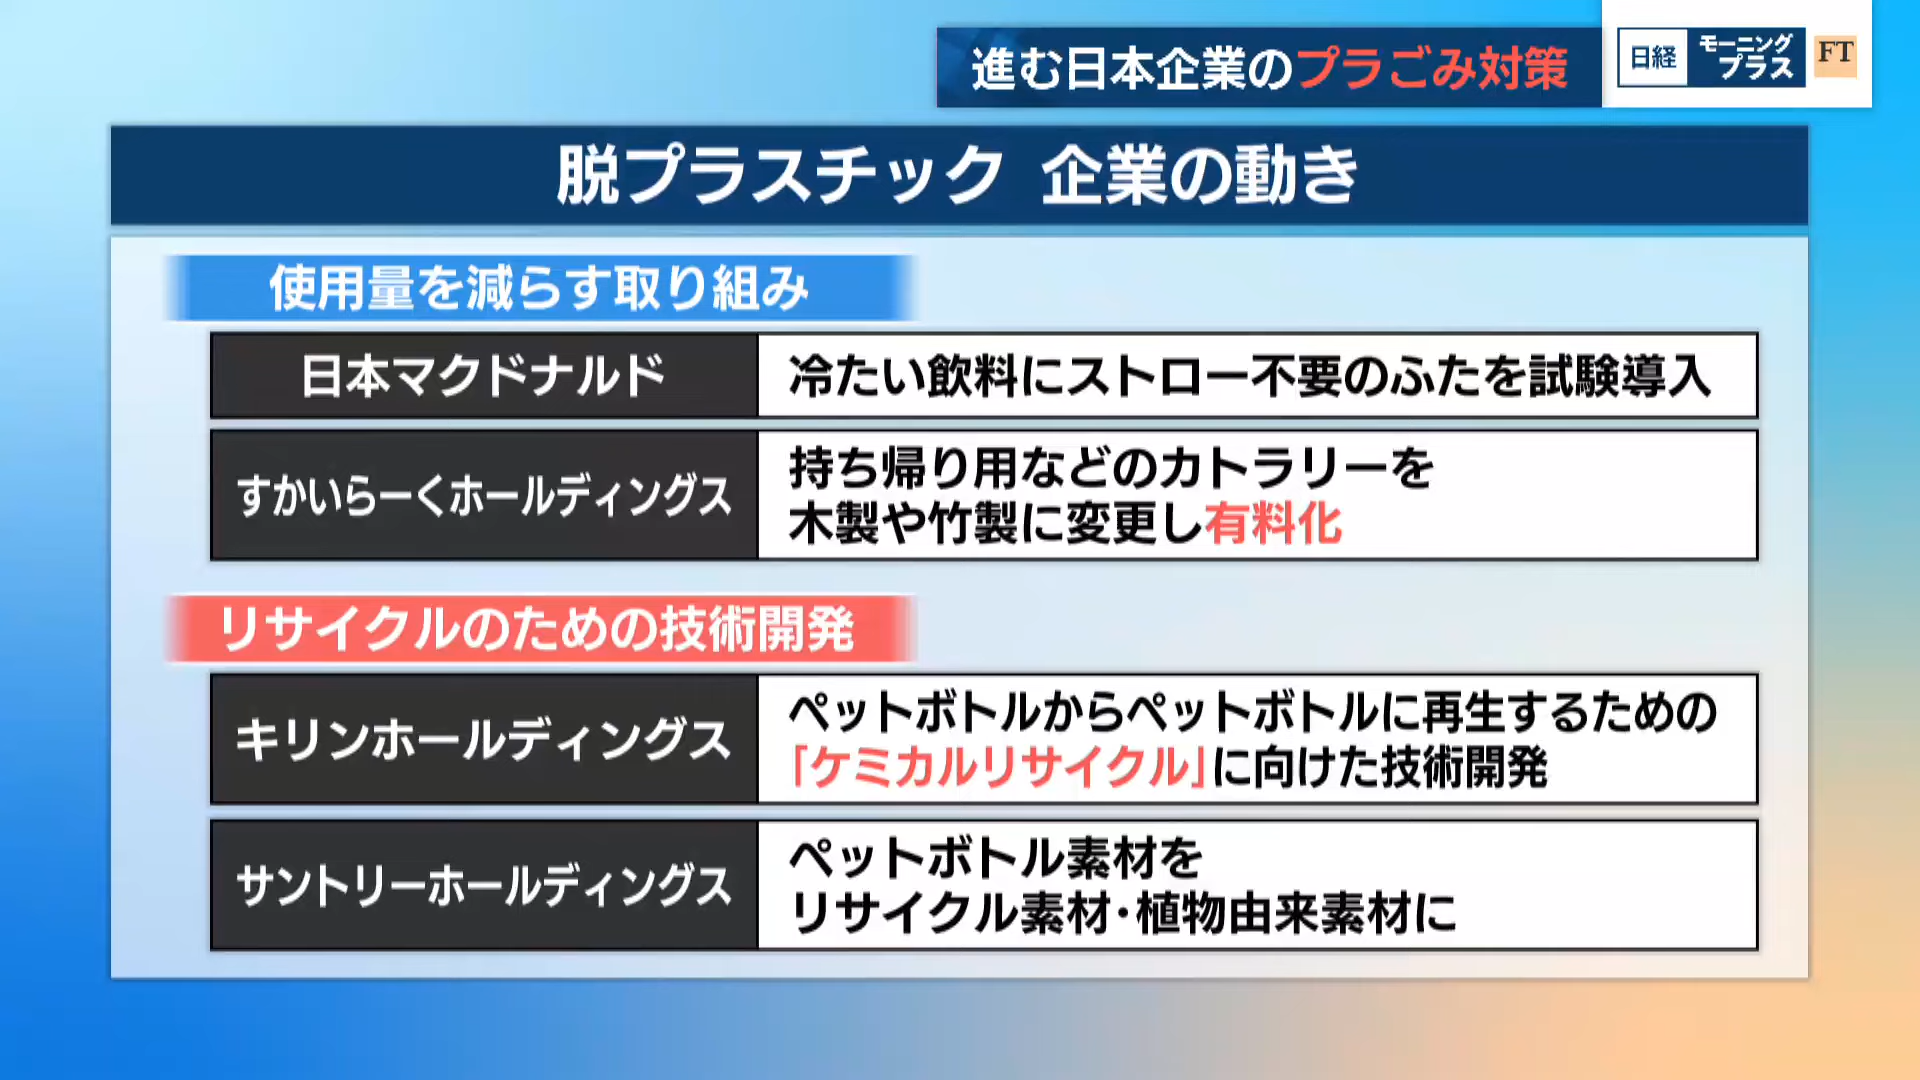 進む日本企業のプラごみ対策
日経
モーニング
プラス
FT
脱プラスチック 企業の動き
使用量を減らす取り組み
日本マクドナルド
冷たい飲料にストロー不要のふたを試験導入
すかいらーくホールディングス
持ち帰り用などのカトラリーを
木製や竹製に変更し有料化
リサイクルのための技術開発
キリンホールディングス
ペットボトルからペットボトルに再生するための
「ケミカルリサイクル」に向けた技術開発
サントリーホールディングス
ペットボトル素材を
リサイクル素材・植物由来素材に